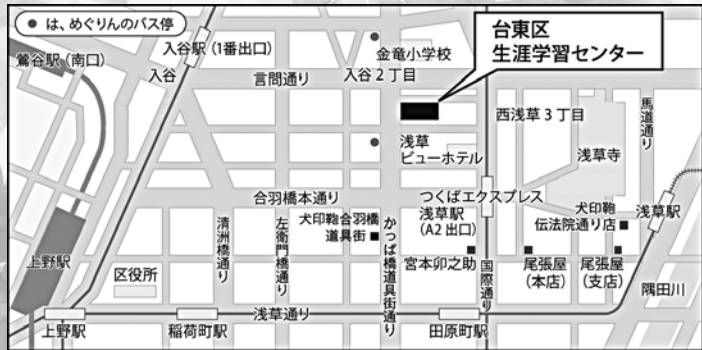 ● は、めぐりんのバス停
鶯谷駅(南口)
入谷駅(1番出口)
入谷
金竜小学校
入谷2丁目
言問通り
台東区
生涯学習センター
西浅草3丁目
馬道通り
浅草
ビューホテル
浅草寺
合羽橋本通り
つくばエクスプレス
浅草駅
(A2出口)
犬印鞄合羽橋
道具街
犬印鞄
伝法院通り店
浅草駅
清洲橋通り
左衛門橋通り
かっぱ橋道具街通り
国際通り
宮本卯之助
尾張屋
(本店)
尾張屋
(支店)
上野駅
区役所
隅田川
上野駅
稲荷町駅
浅草通り
田原町駅